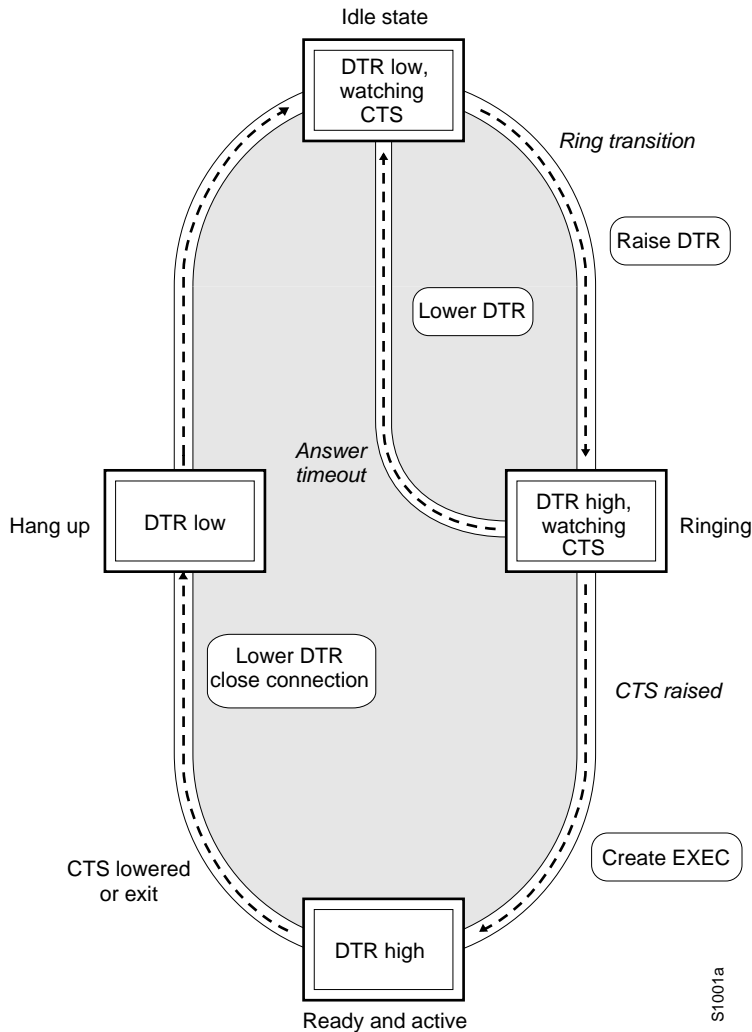 Idle state
DTR low,
watching
CTS
Ring transition
Raise DTR
Lower DTR
Answer
timeout
Hang up
DTR low
DTR high,
watching
CTS
Ringing
Lower DTR
close connection
CTS raised
CTS lowered
or exit
Create EXEC
DTR high
Ready and active
S1001a